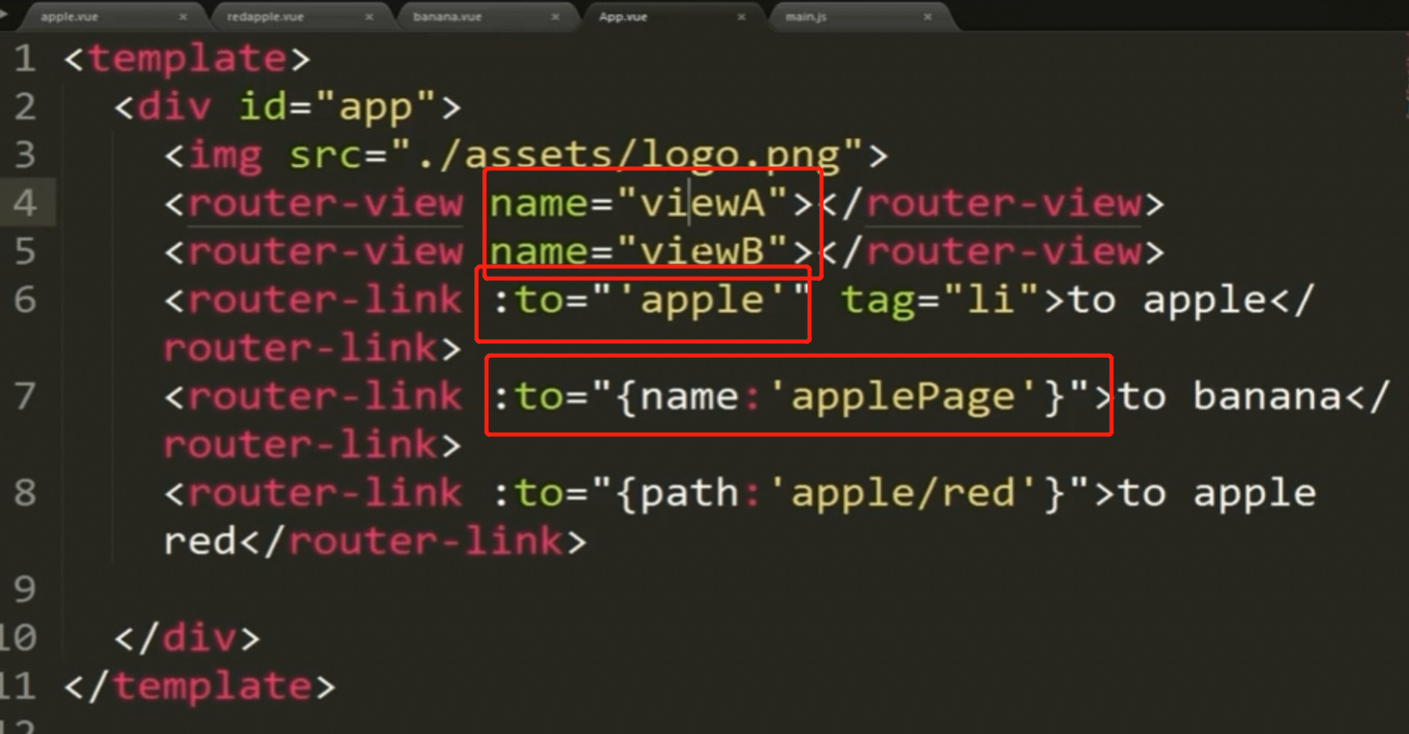 apple.vue × redapple.vue × banana.vue × App.vue × main.js ×
1 <template>
2 <div id="app">
3 <img src="./assets/logo.png">
4 <router-view name="viewA"></router-view>
5 <router-view name="viewB"></router-view>
6 <router-link :to="'apple'" tag="li">to apple</
router-link>
7 <router-link :to="{name:'applePage'}">to banana</
router-link>
8 <router-link :to="{path:'apple/red'}">to apple
red</router-link>
9
10 </div>
11 </template>
12